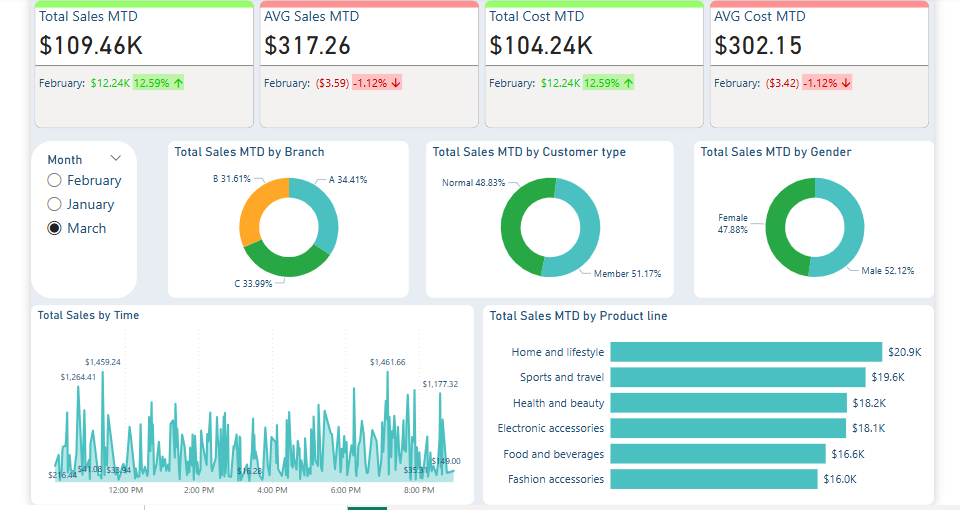 Total Sales MTD
$109.46K
February: $12.24K 12.59% ↑
AVG Sales MTD
$317.26
February: ($3.59) -1.12% ↓
Total Cost MTD
$104.24K
February: $12.24K 12.59% ↑
AVG Cost MTD
$302.15
February: ($3.42) -1.12% ↓
Month
February
January
March
Total Sales MTD by Branch
B 31.61%
A 34.41%
C 33.99%
Total Sales MTD by Customer type
Normal 48.83%
Member 51.17%
Total Sales MTD by Gender
Female
47.88%
Male 52.12%
Total Sales by Time
$1,459.24
$1,264.41
$1,461.66
$1,177.32
$216.44
$41.08
$33.94
$16.28
$35.31
$149.00
12:00 PM
2:00 PM
4:00 PM
6:00 PM
8:00 PM
Total Sales MTD by Product line
Home and lifestyle $20.9K
Sports and travel $19.6K
Health and beauty $18.2K
Electronic accessories $18.1K
Food and beverages $16.6K
Fashion accessories $16.0K